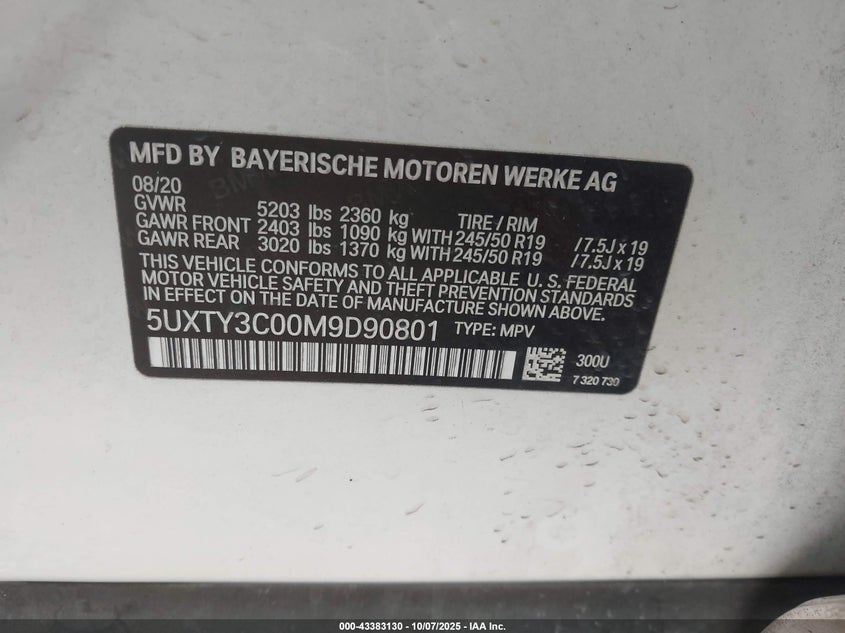 MFD BY BAYERISCHE MOTOREN WERKE AG
08/20
GVWR 5203 lbs 2360 kg TIRE / RIM
GAWR FRONT 2403 lbs 1090 kg WITH 245/50 R19 /7.5J x 19
GAWR REAR 3020 lbs 1370 kg WITH 245/50 R19 /7.5J x 19
THIS VEHICLE CONFORMS TO ALL APPLICABLE U. S. FEDERAL
MOTOR VEHICLE SAFETY AND THEFT PREVENTION STANDARDS
IN EFFECT ON THE DATE OF MANUFACTURE SHOWN ABOVE.
5UXTY3C00M9D90801 TYPE: MPV
300U
7 320 730
000-43383130 - 10/07/2025 - IAA Inc.